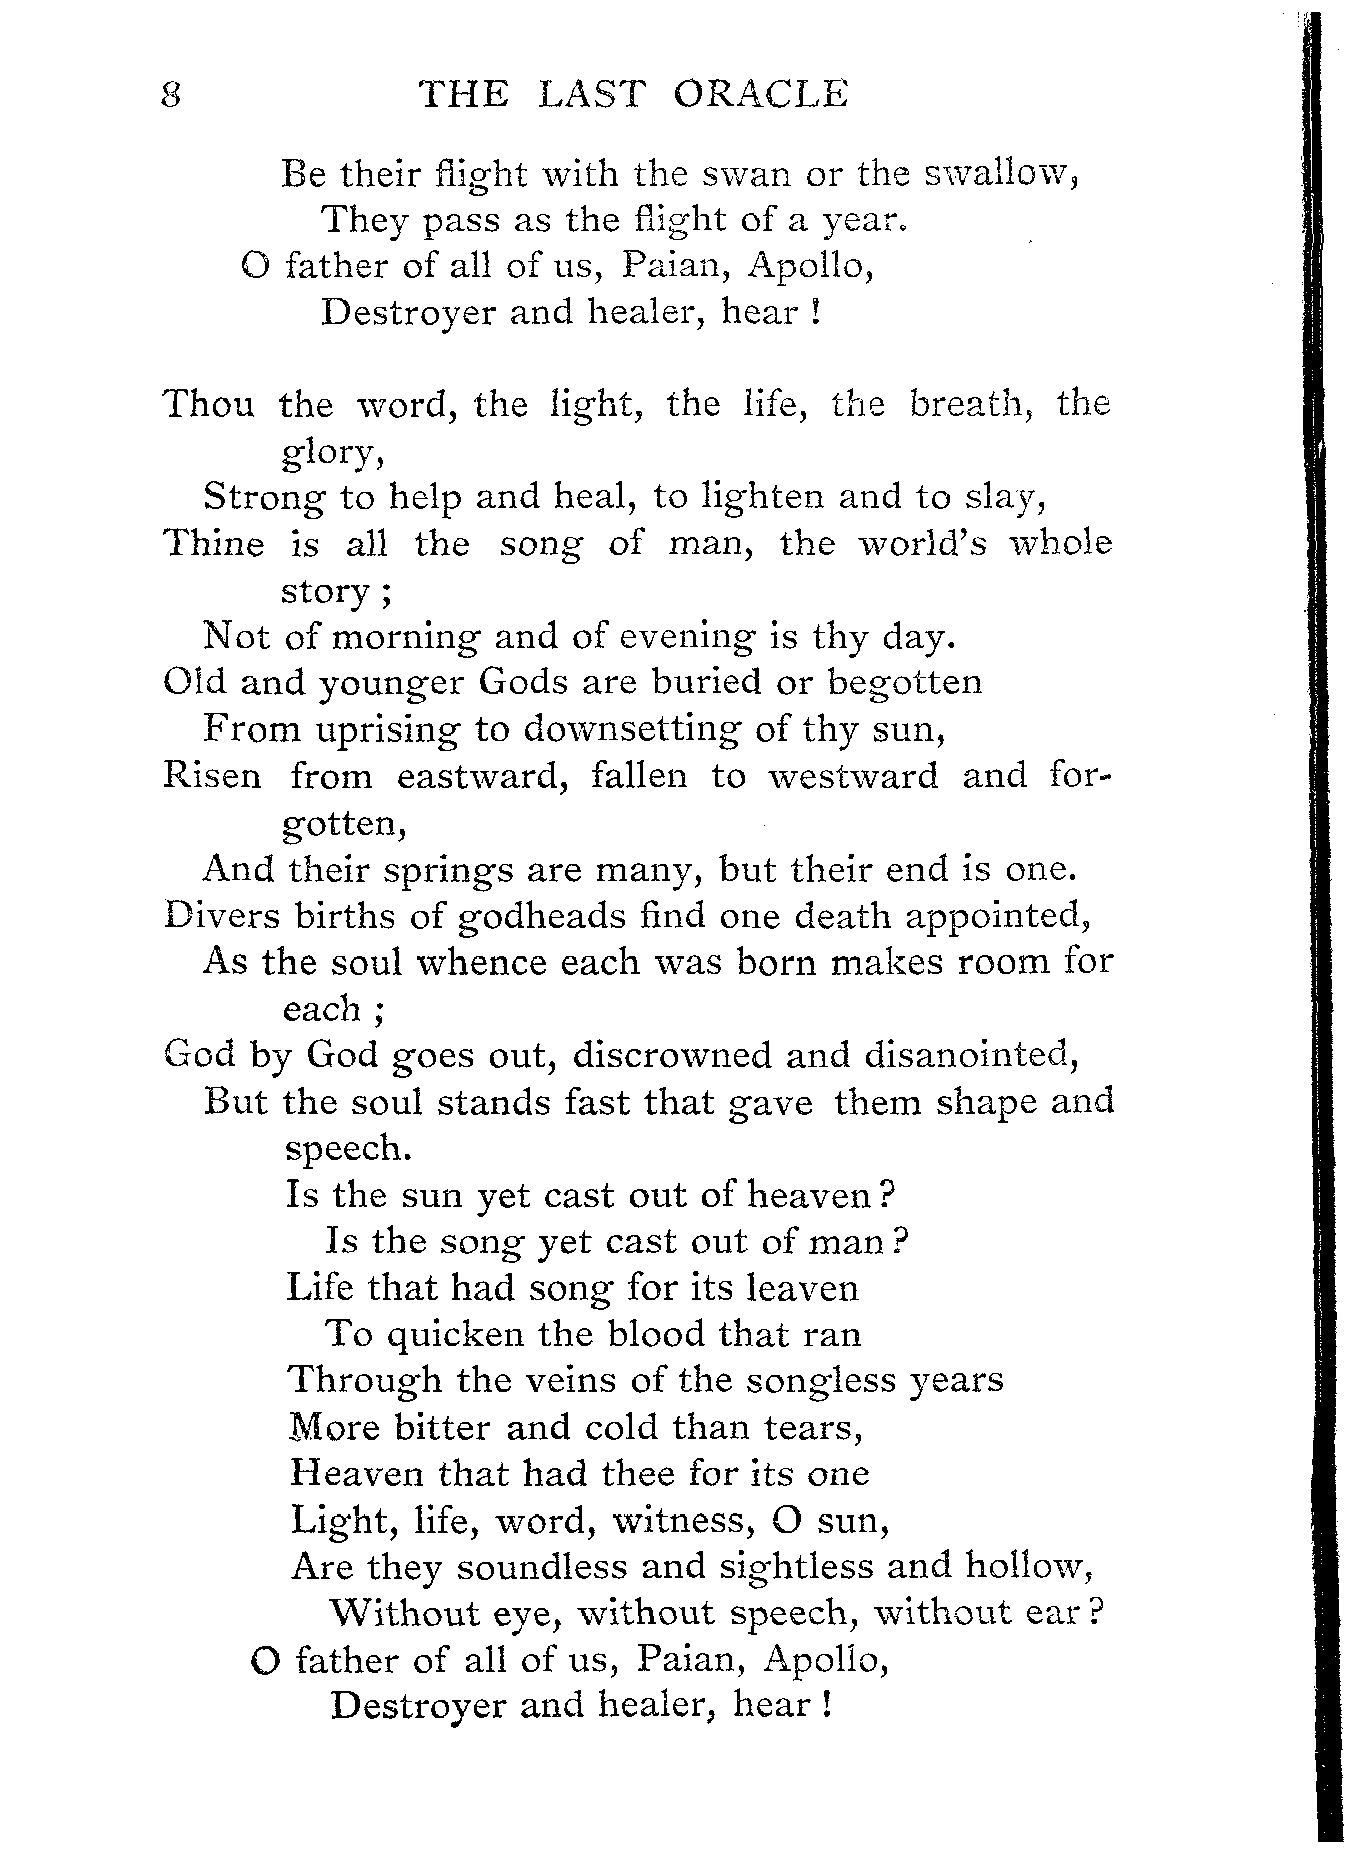 8 THE LAST ORACLE
Be their flight with the swan or the swallow,
They pass as the flight of a year.
O father of all of us, Paian, Apollo,
Destroyer and healer, hear !
Thou the word, the light, the life, the breath, the
glory,
Strong to help and heal, to lighten and to slay,
Thine is all the song of man, the world's whole
story ;
Not of morning and of evening is thy day.
Old and younger Gods are buried or begotten
From uprising to downsetting of thy sun,
Risen from eastward, fallen to westward and for-
gotten,
And their springs are many, but their end is one.
Divers births of godheads find one death appointed,
As the soul whence each was born makes room for
each ;
God by God goes out, discrowned and disanointed,
But the soul stands fast that gave them shape and
speech.
Is the sun yet cast out of heaven ?
Is the song yet cast out of man ?
Life that had song for its leaven
To quicken the blood that ran
Through the veins of the songless years
More bitter and cold than tears,
Heaven that had thee for its one
Light, life, word, witness, O sun,
Are they soundless and sightless and hollow,
Without eye, without speech, without ear ?
O father of all of us, Paian, Apollo,
Destroyer and healer, hear !